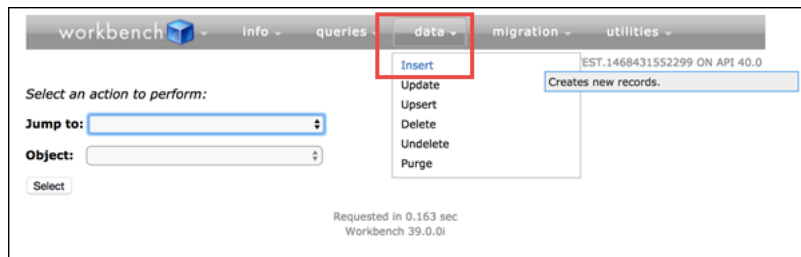 workbench info queries data migration utilities
Insert
EST.1468431552299 ON API 40.0
Creates new records.
Select an action to perform:
Update
Upsert
Jump to:
Delete
Undelete
Object:
Purge
Select
Requested in 0.163 sec
Workbench 39.0.0i